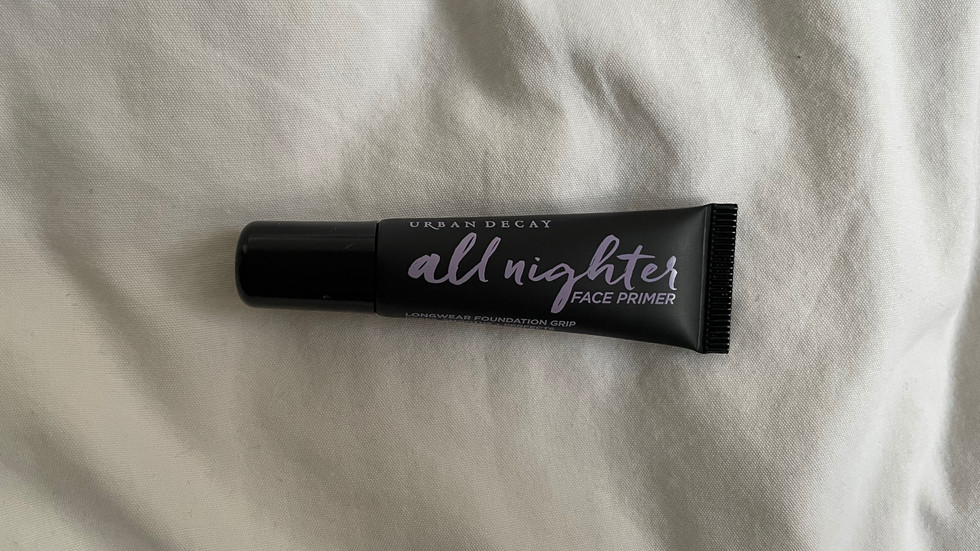 URBAN DECAY
all nighter
FACE PRIMER
LONGWEAR FOUNDATION GRIP